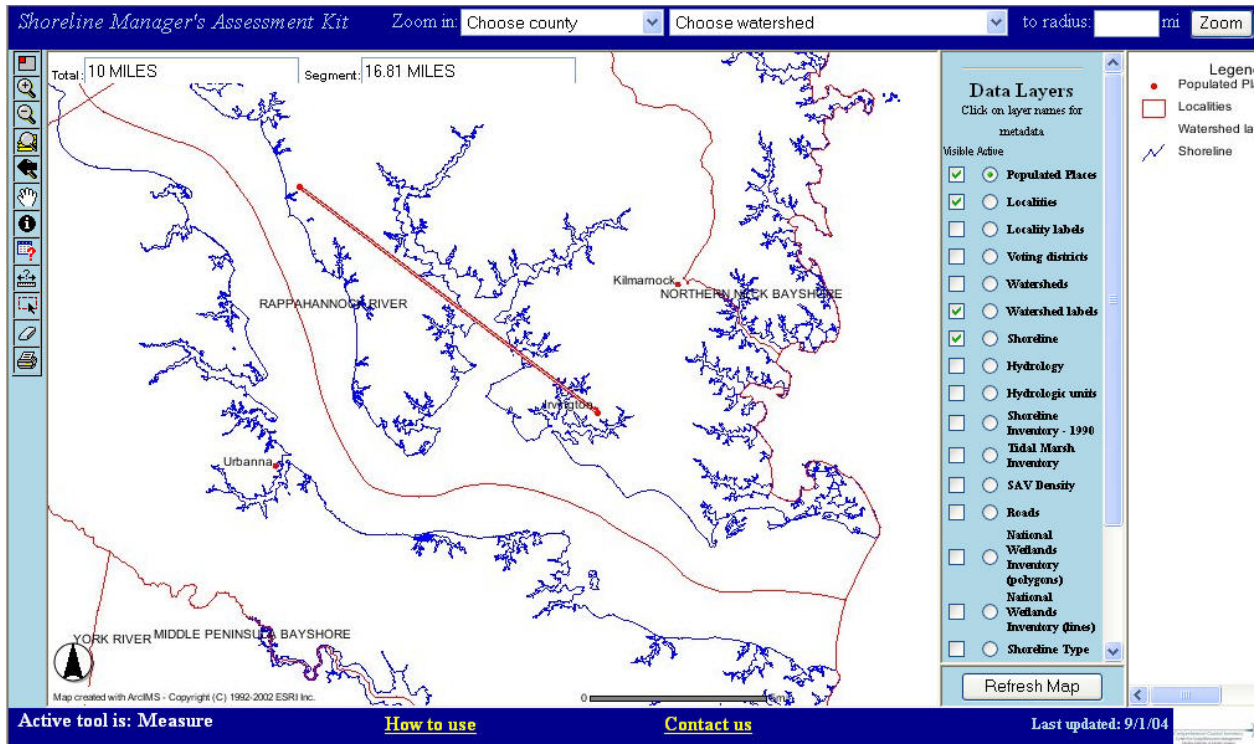 Shoreline Manager's Assessment Kit Zoom in: Choose county Choose watershed to radius: mi Zoom
Total: 10 MILES Segment: 16.81 MILES
Kilmarnock
NORTHERN NECK BAYSHORE
RAPPAHANNOCK RIVER
Irvington
Urbanna
YORK RIVER MIDDLE PENINSULA BAYSHORE
Map created with ArcIMS - Copyright (C) 1992-2002 ESRI Inc.
0
Data Layers
Click on layer names for
metadata
Visible Active
Populated Places
Localities
Locality labels
Voting districts
Watersheds
Watershed labels
Shoreline
Hydrology
Hydrologic units
Shoreline
Inventory - 1990
Tidal Marsh
Inventory
SAV Density
Roads
National
Wetlands
Inventory
(polygons)
National
Wetlands
Inventory (lines)
Shoreline Type
Refresh Map
Legen
Populated Pla
Localities
Watershed la
Shoreline
Active tool is: Measure How to use Contact us Last updated: 9/1/04